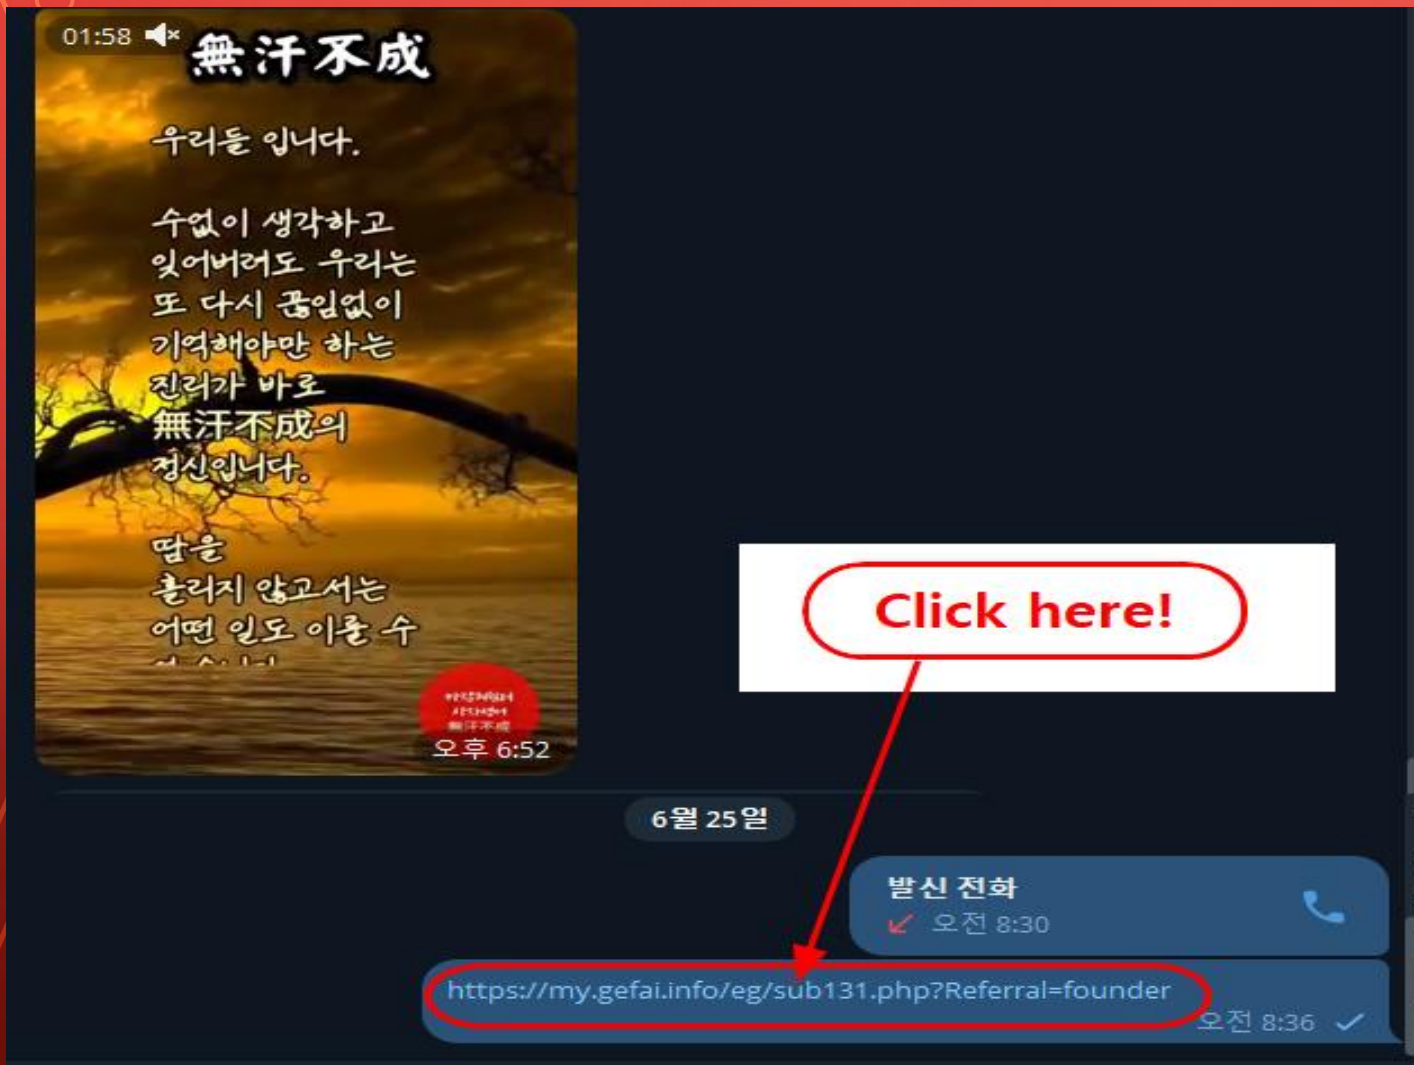 01:58
無汗不成
우리들 입니다.
수없이 생각하고
잊어버려도 우리는
또 다시 끊임없이
기억해야만 하는
진리가 바로
無汗不成의
정신입니다.
땀을
흘리지 않고서는
어떤 일도 이룰 수
無汗不成
오후 6:52
Click here!
6월 25일
발신 전화
오전 8:30
https://my.gefai.info/eg/sub131.php?Referral=founder
오전 8:36